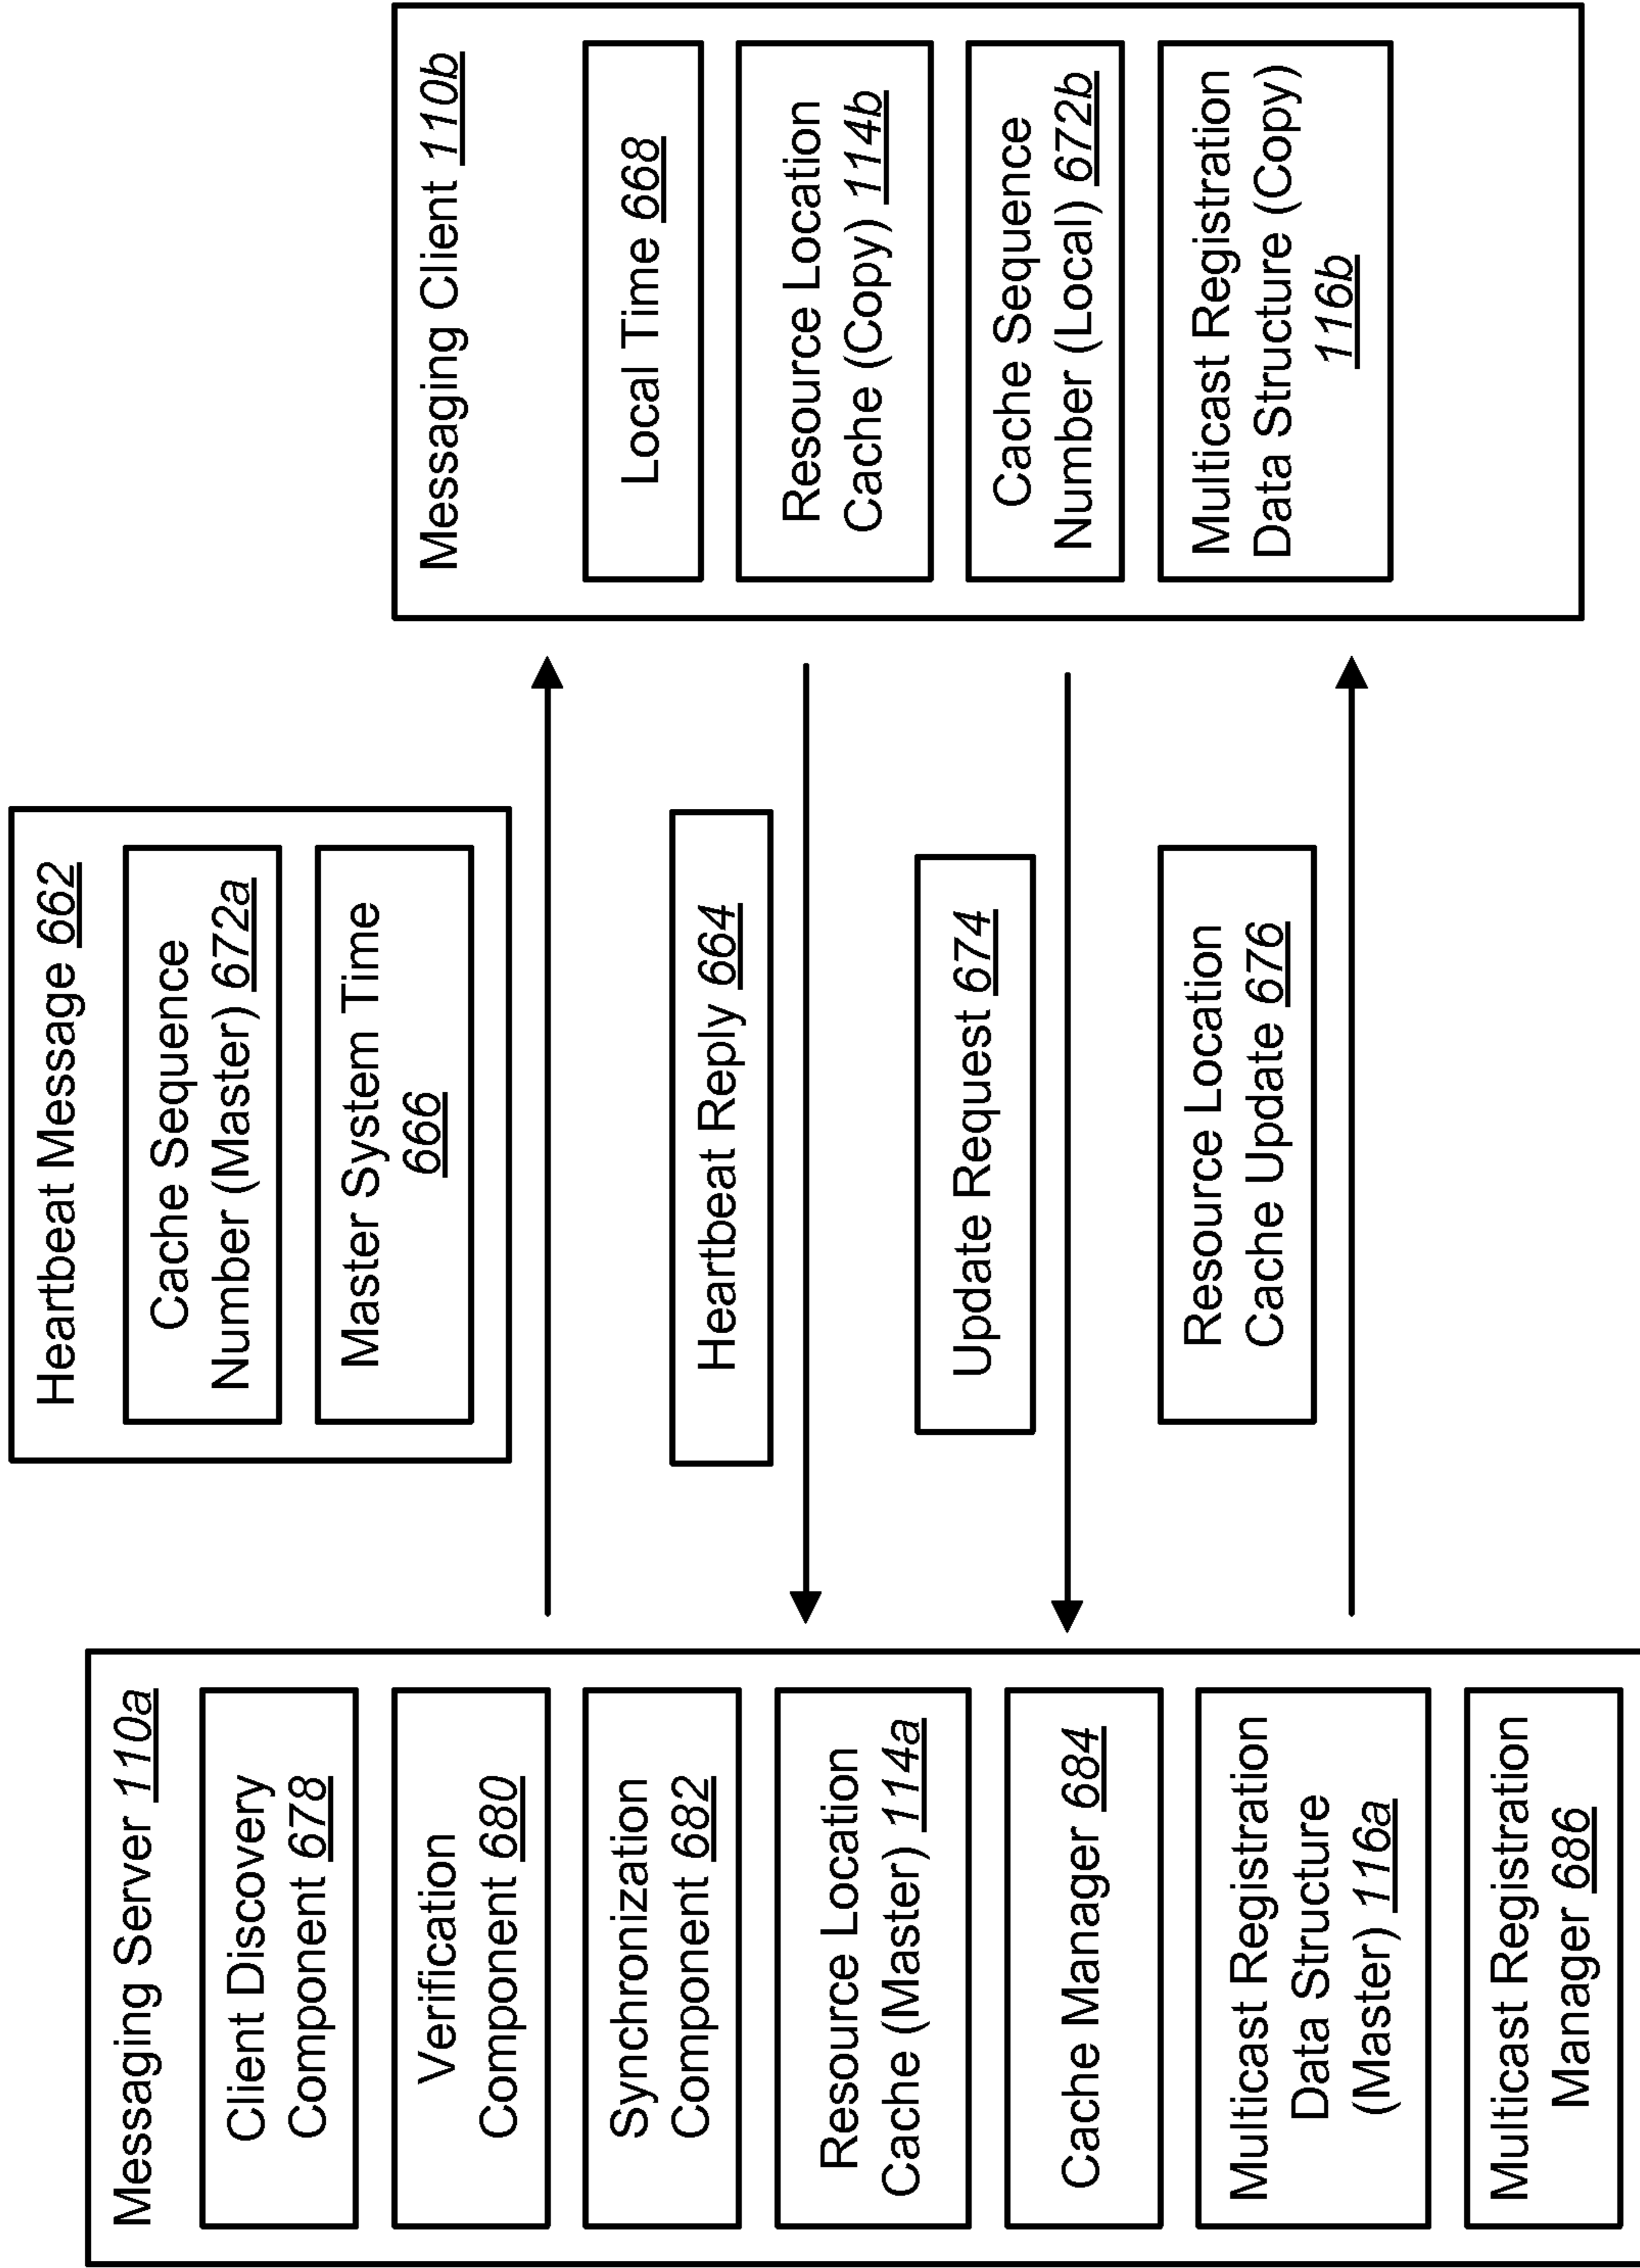 Messaging Server 110a
Client Discovery
Component 678
Verification
Component 680
Synchronization
Component 682
Resource Location
Cache (Master) 114a
Cache Manager 684
Multicast Registration
Data Structure
(Master) 116a
Multicast Registration
Manager 686
Heartbeat Message 662
Cache Sequence
Number (Master) 672a
Master System Time
666
Heartbeat Reply 664
Update Request 674
Resource Location
Cache Update 676
Messaging Client 110b
Local Time 668
Resource Location
Cache (Copy) 114b
Cache Sequence
Number (Local) 672b
Multicast Registration
Data Structure (Copy)
116b